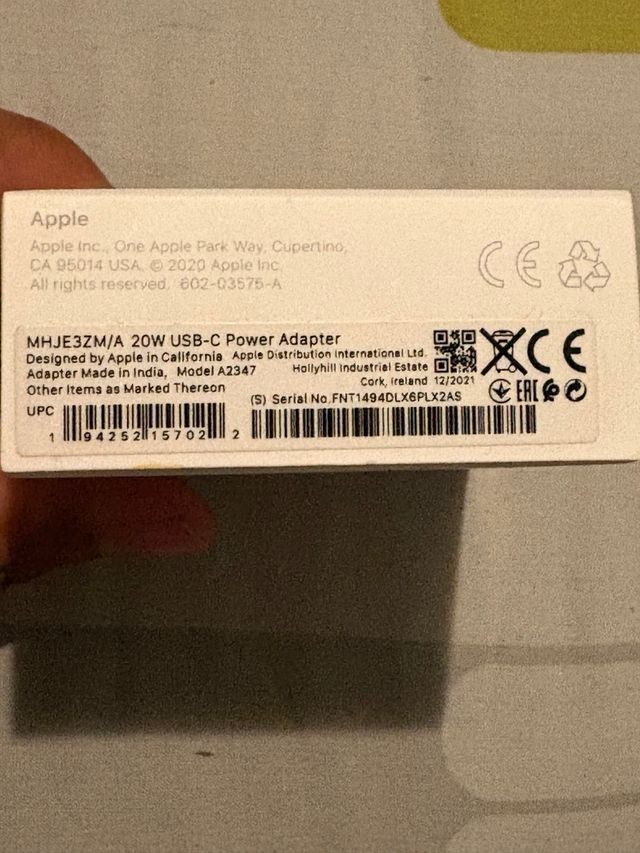 Apple
Apple Inc., One Apple Park Way, Cupertino,
CA 95014 USA. © 2020 Apple Inc.
All rights reserved. 602-03575-A
CE
MHJE3ZM/A 20W USB-C Power Adapter
Designed by Apple in California Apple Distribution International Ltd.
Adapter Made in India, Model A2347 Hollyhill Industrial Estate
Other Items as Marked Thereon Cork, Ireland 12/2021
CE
EAC
(S) Serial No.FNT1494DLX6PLX2AS
UPC
1 94252 15702 2